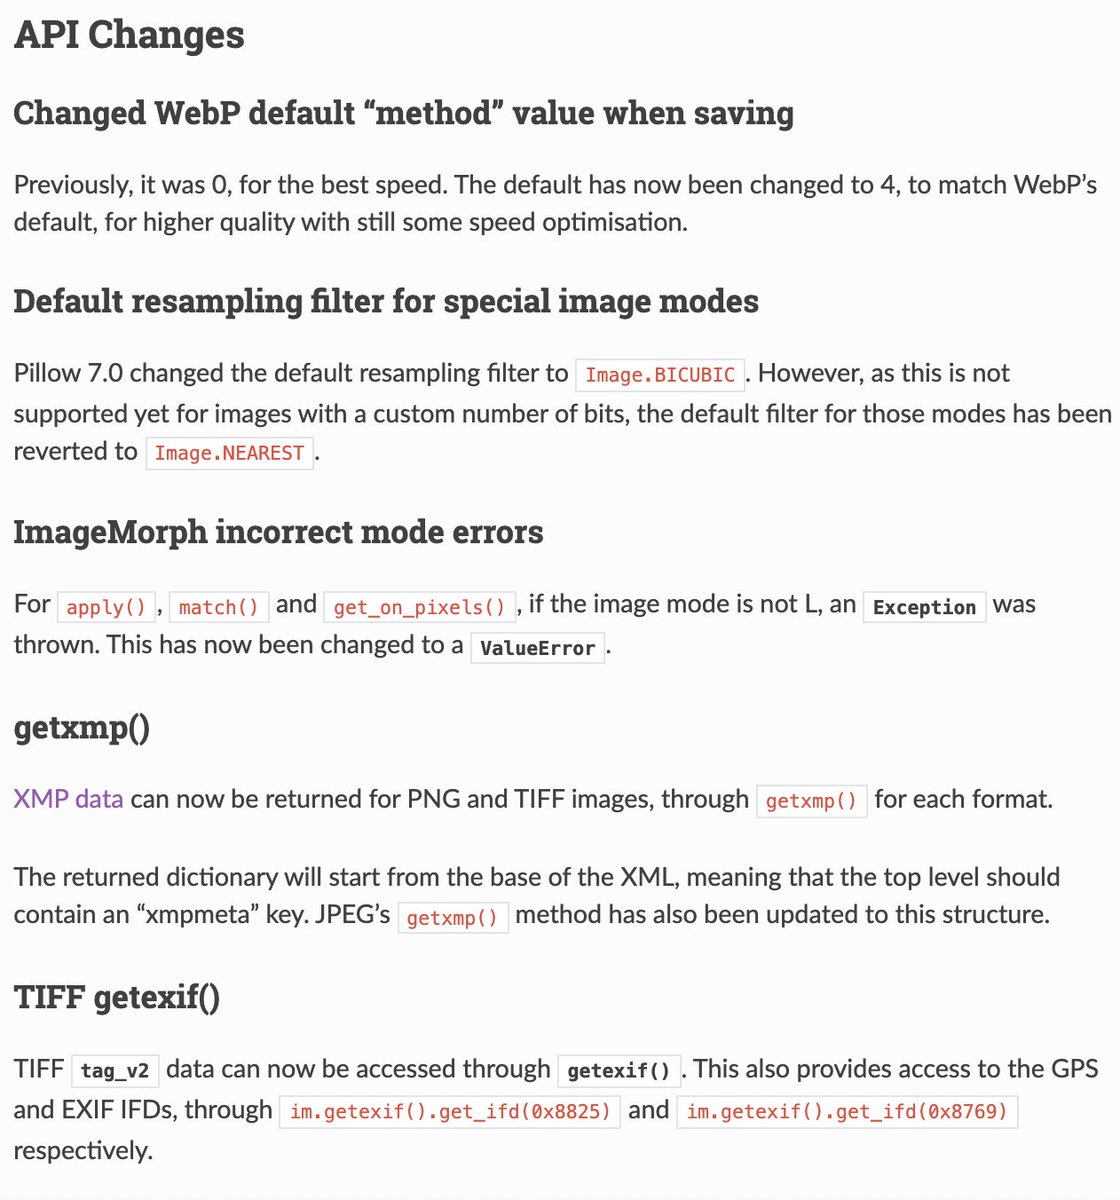 API Changes
Changed WebP default “method” value when saving
Previously, it was 0, for the best speed. The default has now been changed to 4, to match WebP’s
default, for higher quality with still some speed optimisation.
Default resampling filter for special image modes
Pillow 7.0 changed the default resampling filter to Image.BICUBIC. However, as this is not
supported yet for images with a custom number of bits, the default filter for those modes has been
reverted to Image.NEAREST.
ImageMorph incorrect mode errors
For apply(), match() and get_on_pixels(), if the image mode is not L, an Exception was
thrown. This has now been changed to a ValueError.
getxmp()
XMP data can now be returned for PNG and TIFF images, through getxmp() for each format.
The returned dictionary will start from the base of the XML, meaning that the top level should
contain an “xmpmeta” key. JPEG’s getxmp() method has also been updated to this structure.
TIFF getexif()
TIFF tag_v2 data can now be accessed through getexif(). This also provides access to the GPS
and EXIF IFDs, through im.getexif().get_ifd(0x8825) and im.getexif().get_ifd(0x8769)
respectively.